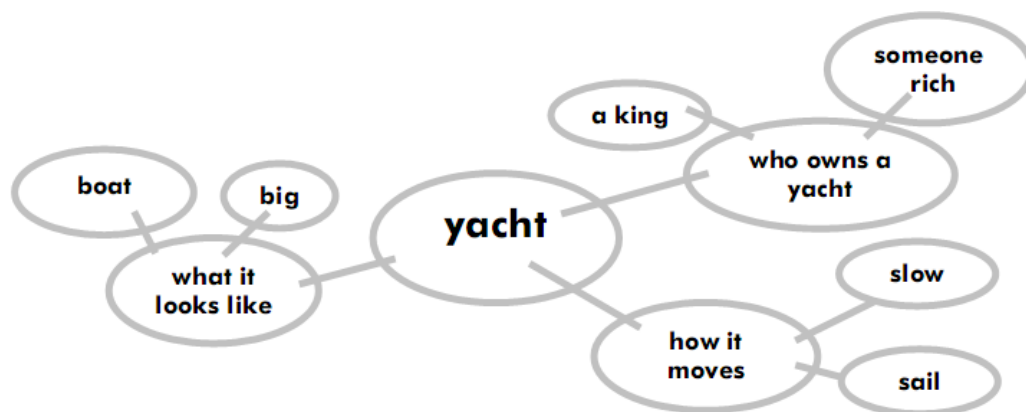 someone
rich
a king
who owns a
yacht
boat
big
yacht
what it
looks like
slow
how it
moves
sail